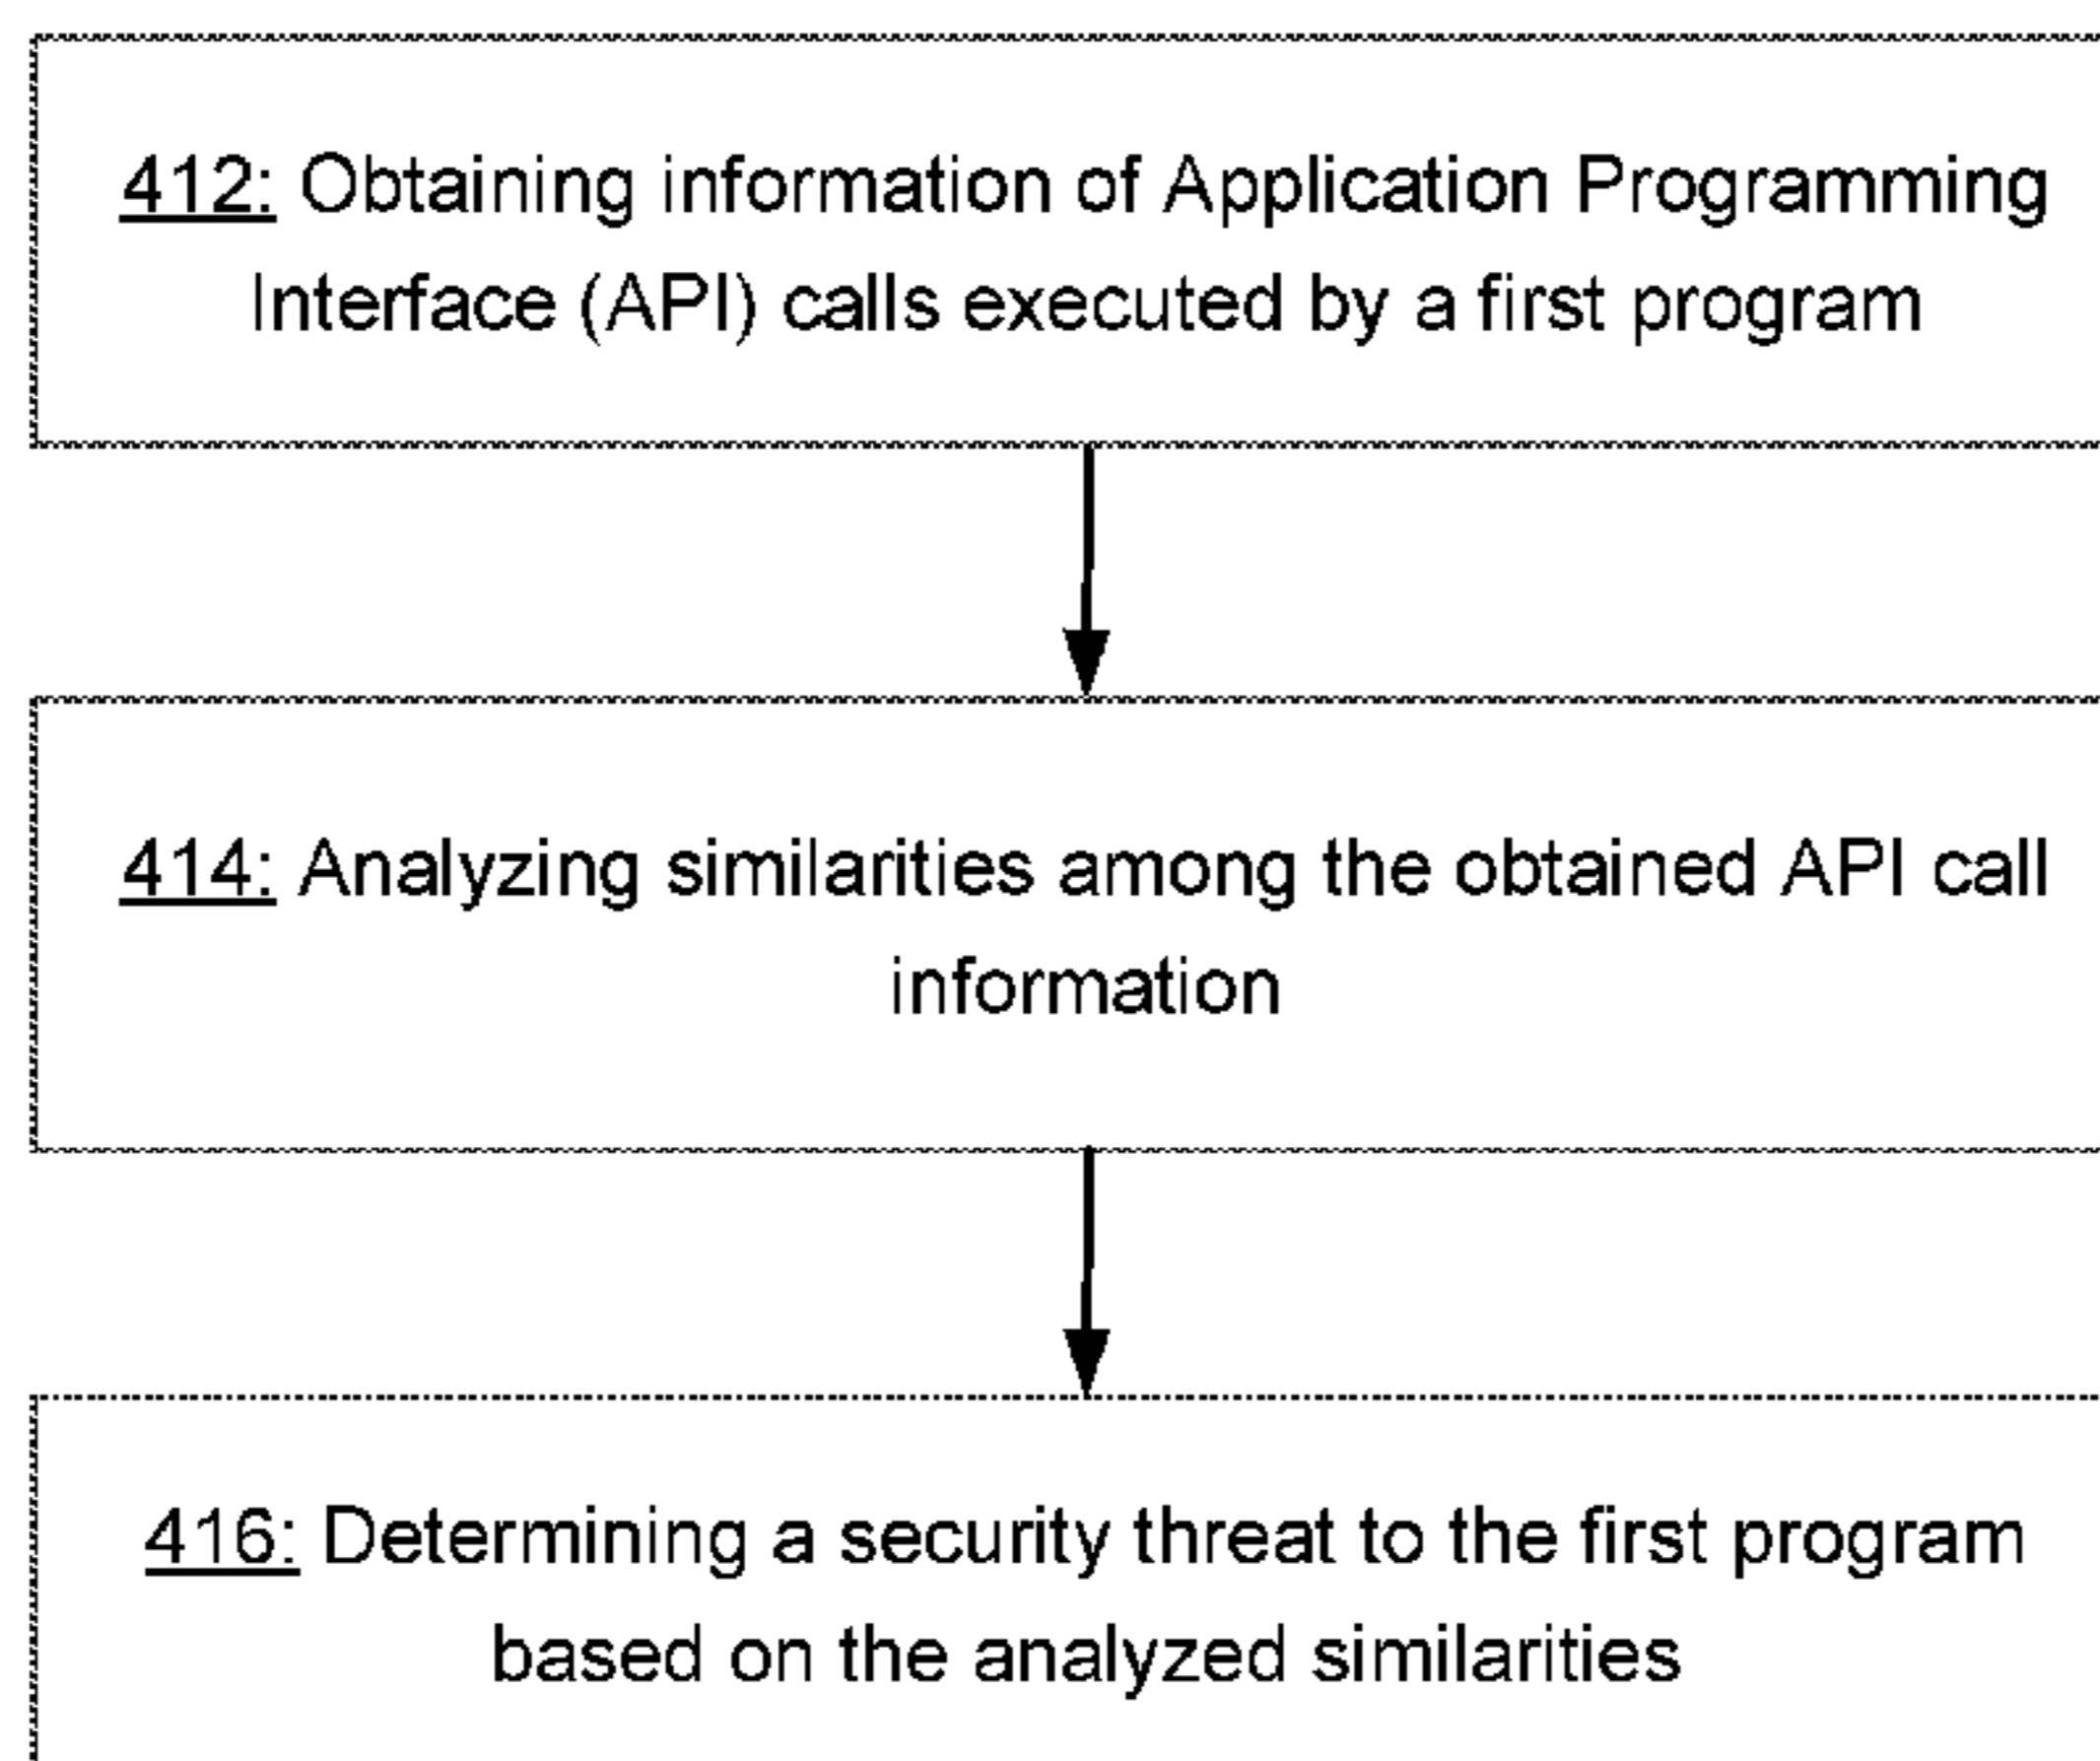 412: Obtaining information of Application Programming
Interface (API) calls executed by a first program
414: Analyzing similarities among the obtained API call
information
416: Determining a security threat to the first program
based on the analyzed similarities